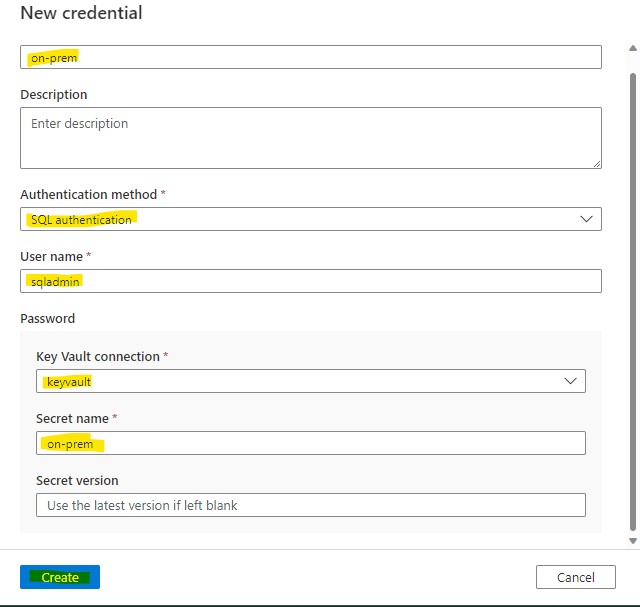 New credential
on-prem
Description
Enter description
Authentication method *
SQL authentication
User name *
sqladmin
Password
Key Vault connection *
keyvault
Secret name *
on-prem
Secret version
Use the latest version if left blank
Create Cancel